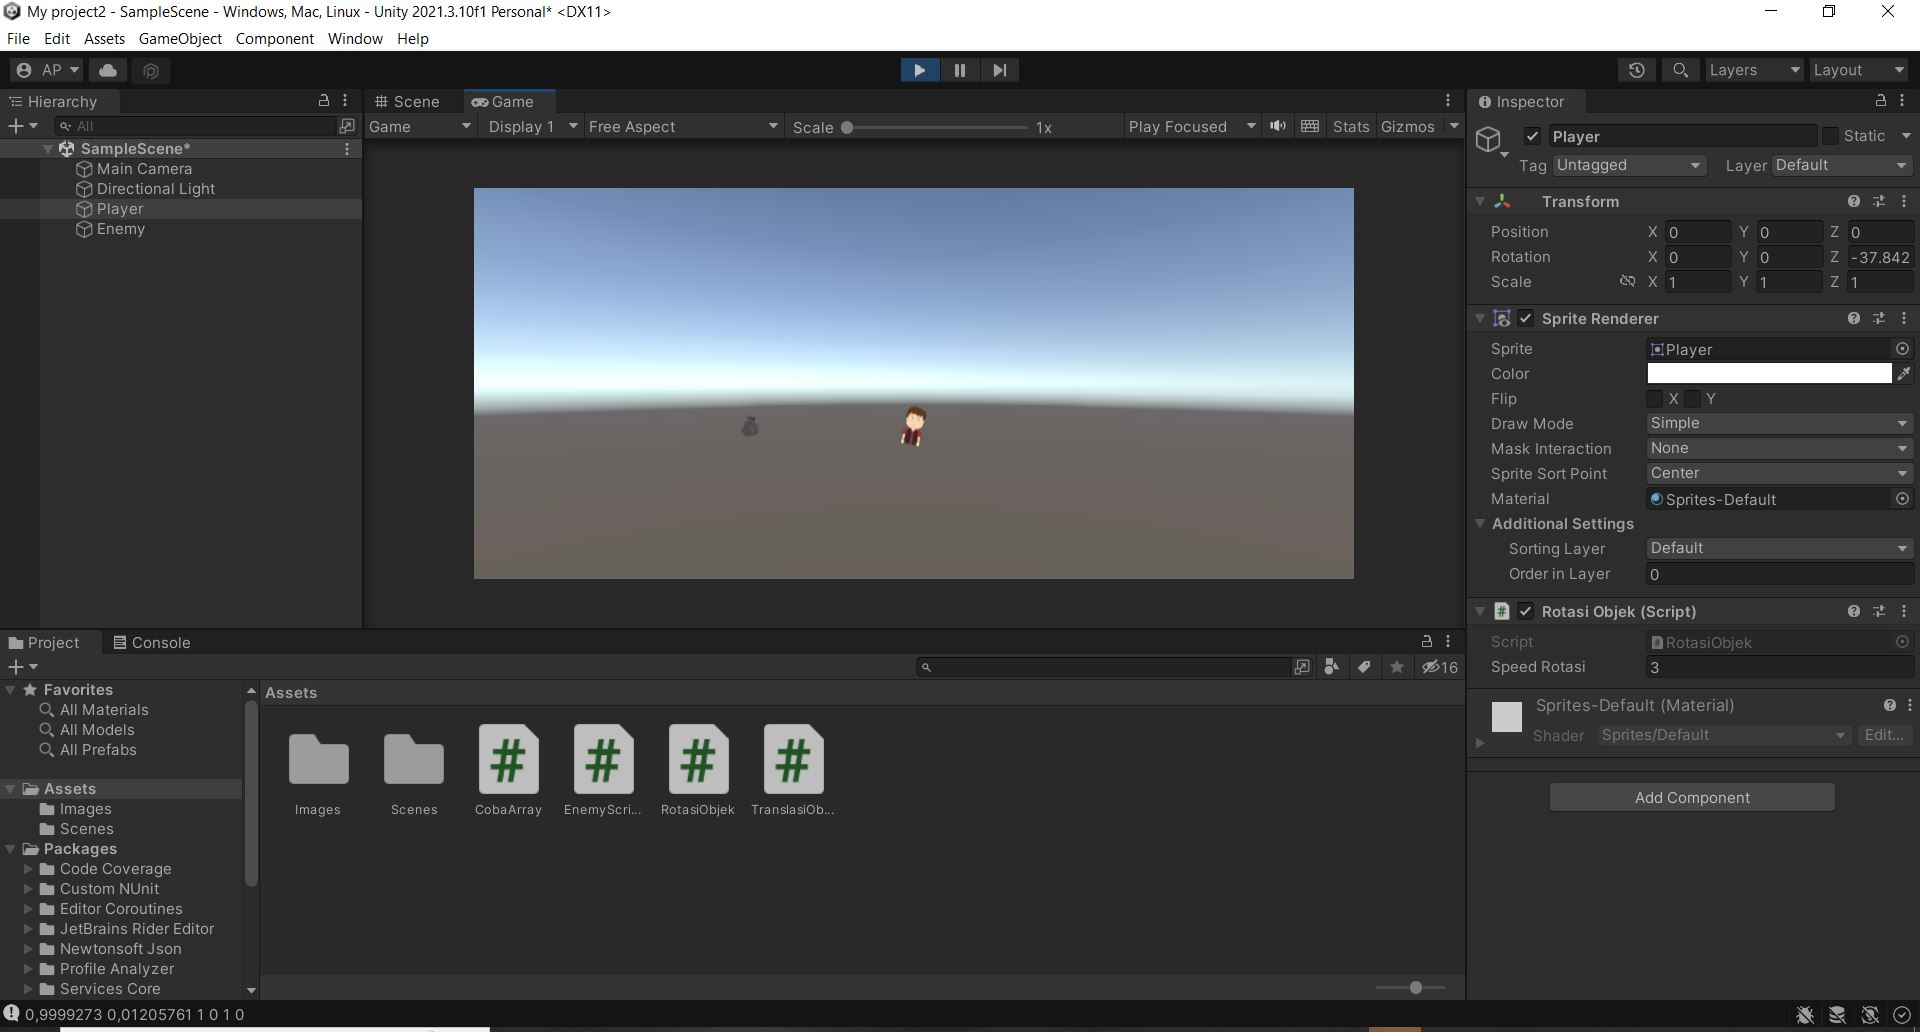 My project2 - SampleScene - Windows, Mac, Linux - Unity 2021.3.10f1 Personal* <DX11>
File Edit Assets GameObject Component Window Help
AP
Layers
Layout
Hierarchy
All
SampleScene*
Main Camera
Directional Light
Player
Enemy
Scene
Game
Game
Display 1
Free Aspect
Scale
1x
Play Focused
Stats
Gizmos
Inspector
Player
Static
Tag Untagged
Layer Default
Transform
Position X 0 Y 0 Z 0
Rotation X 0 Y 0 Z -37.842
Scale X 1 Y 1 Z 1
Sprite Renderer
Sprite Player
Color
Flip X Y
Draw Mode Simple
Mask Interaction None
Sprite Sort Point Center
Material Sprites-Default
Additional Settings
Sorting Layer Default
Order in Layer 0
# Rotasi Objek (Script)
Script # RotasiObjek
Speed Rotasi 3
Sprites-Default (Material)
Shader Sprites/Default Edit...
Add Component
Project
Console
16
Favorites
All Materials
All Models
All Prefabs
Assets
Images
Scenes
Packages
Code Coverage
Custom NUnit
Editor Coroutines
JetBrains Rider Editor
Newtonsoft Json
Profile Analyzer
Services Core
Assets
# # # #
Images Scenes CobaArray EnemyScri... RotasiObjek TranslasiOb...
0,9999273 0,01205761 1 0 1 0